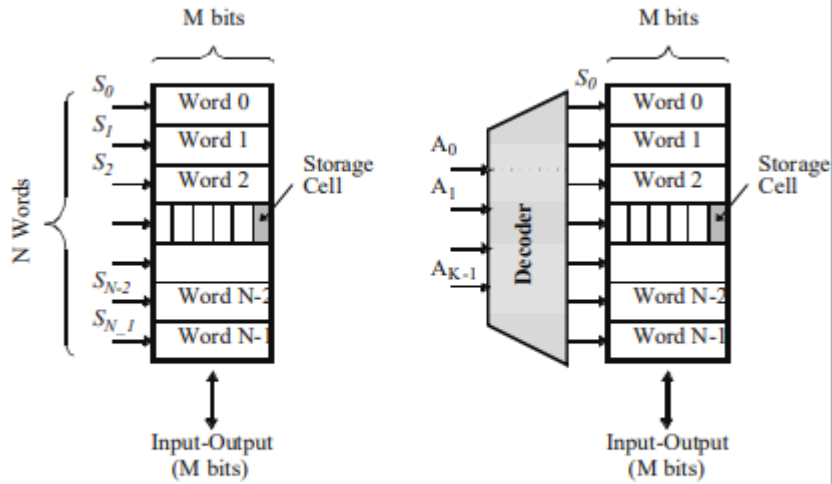 M bits
S0
Word 0
S1
Word 1
S2
Word 2
Storage
Cell
N Words
SN-2
Word N-2
SN_1
Word N-1
Input-Output
(M bits)
M bits
S0
Word 0
A0
Word 1
A1
Word 2
Storage
Cell
Decoder
AK-1
Word N-2
Word N-1
Input-Output
(M bits)